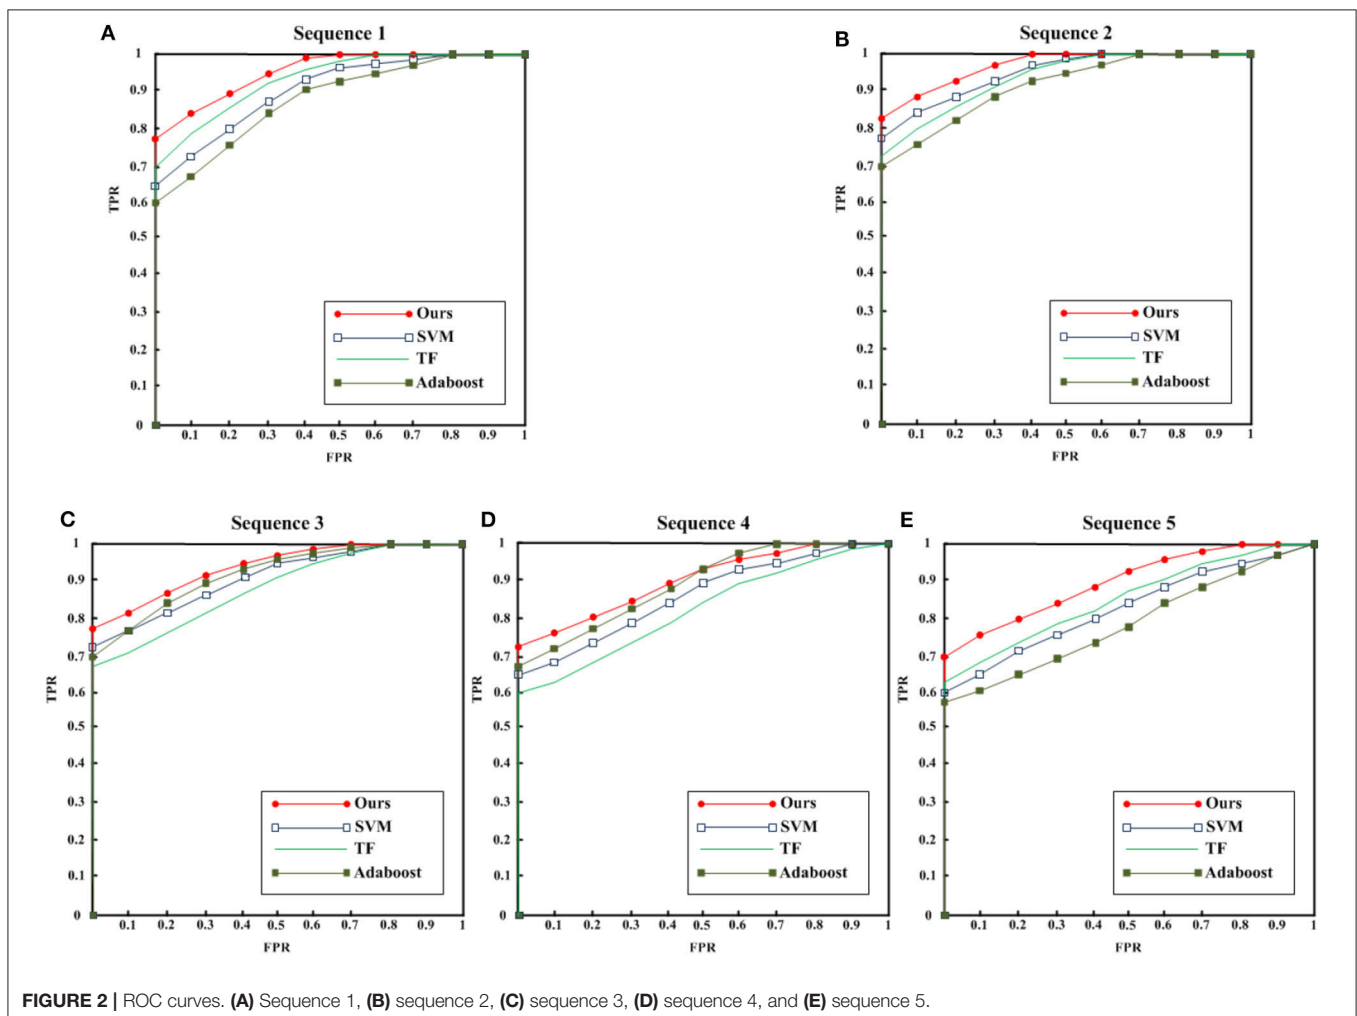 A
Sequence 1
1
0.9
0.8
0.7
0.6
0.5
0.4
0.3
0.2
0.1
0
TPR
0.1 0.2 0.3 0.4 0.5 0.6 0.7 0.8 0.9 1
FPR
Ours
SVM
TF
Adaboost
B
Sequence 2
1
0.9
0.8
0.7
0.6
0.5
0.4
0.3
0.2
0.1
0
TPR
0.1 0.2 0.3 0.4 0.5 0.6 0.7 0.8 0.9 1
FPR
Ours
SVM
TF
Adaboost
C
Sequence 3
1
0.9
0.8
0.7
0.6
0.5
0.4
0.3
0.2
0.1
0
TPR
0.1 0.2 0.3 0.4 0.5 0.6 0.7 0.8 0.9 1
FPR
Ours
SVM
TF
Adaboost
D
Sequence 4
1
0.9
0.8
0.7
0.6
0.5
0.4
0.3
0.2
0.1
0
TPR
0.1 0.2 0.3 0.4 0.5 0.6 0.7 0.8 0.9 1
FPR
Ours
SVM
TF
Adaboost
E
Sequence 5
1
0.9
0.8
0.7
0.6
0.5
0.4
0.3
0.2
0.1
0
TPR
0.1 0.2 0.3 0.4 0.5 0.6 0.7 0.8 0.9 1
FPR
Ours
SVM
TF
Adaboost
FIGURE 2 | ROC curves. (A) Sequence 1, (B) sequence 2, (C) sequence 3, (D) sequence 4, and (E) sequence 5.